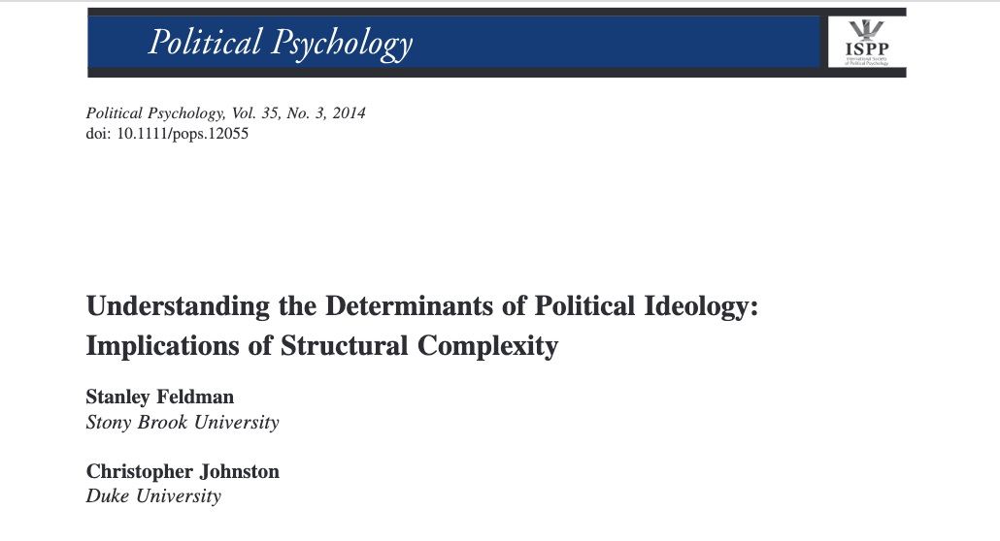 Political Psychology
ISPP
International Society
of Political Psychology
Political Psychology, Vol. 35, No. 3, 2014
doi: 10.1111/pops.12055
Understanding the Determinants of Political Ideology:
Implications of Structural Complexity
Stanley Feldman
Stony Brook University
Christopher Johnston
Duke University